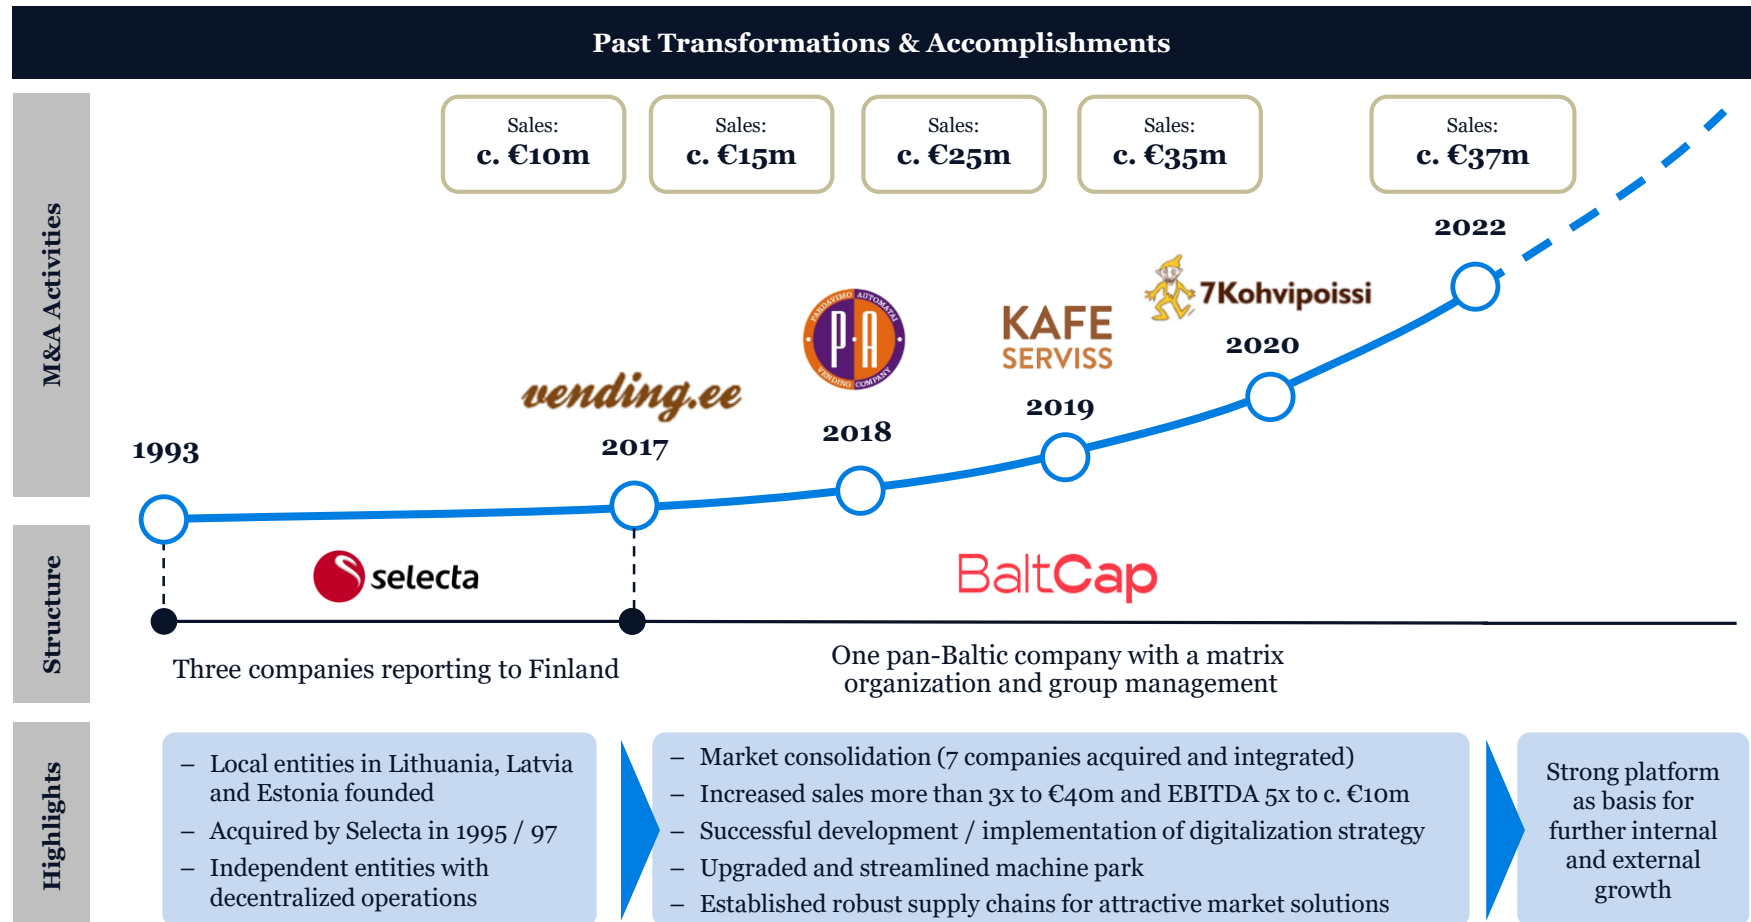 Past Transformations & Accomplishments
M&A Activities
Sales:
c. €10m
Sales:
c. €15m
Sales:
c. €25m
Sales:
c. €35m
Sales:
c. €37m
1993
vending.ee
2017
PARDAVIMO AUTOMATAI
P·A
VENDING COMPANY
2018
KAFE
SERVISS
2019
7Kohvipoissi
2020
2022
Structure
selecta
BaltCap
Three companies reporting to Finland
One pan-Baltic company with a matrix
organization and group management
Highlights
– Local entities in Lithuania, Latvia
and Estonia founded
– Acquired by Selecta in 1995 / 97
– Independent entities with
decentralized operations
– Market consolidation (7 companies acquired and integrated)
– Increased sales more than 3x to €40m and EBITDA 5x to c. €10m
– Successful development / implementation of digitalization strategy
– Upgraded and streamlined machine park
– Established robust supply chains for attractive market solutions
Strong platform
as basis for
further internal
and external
growth